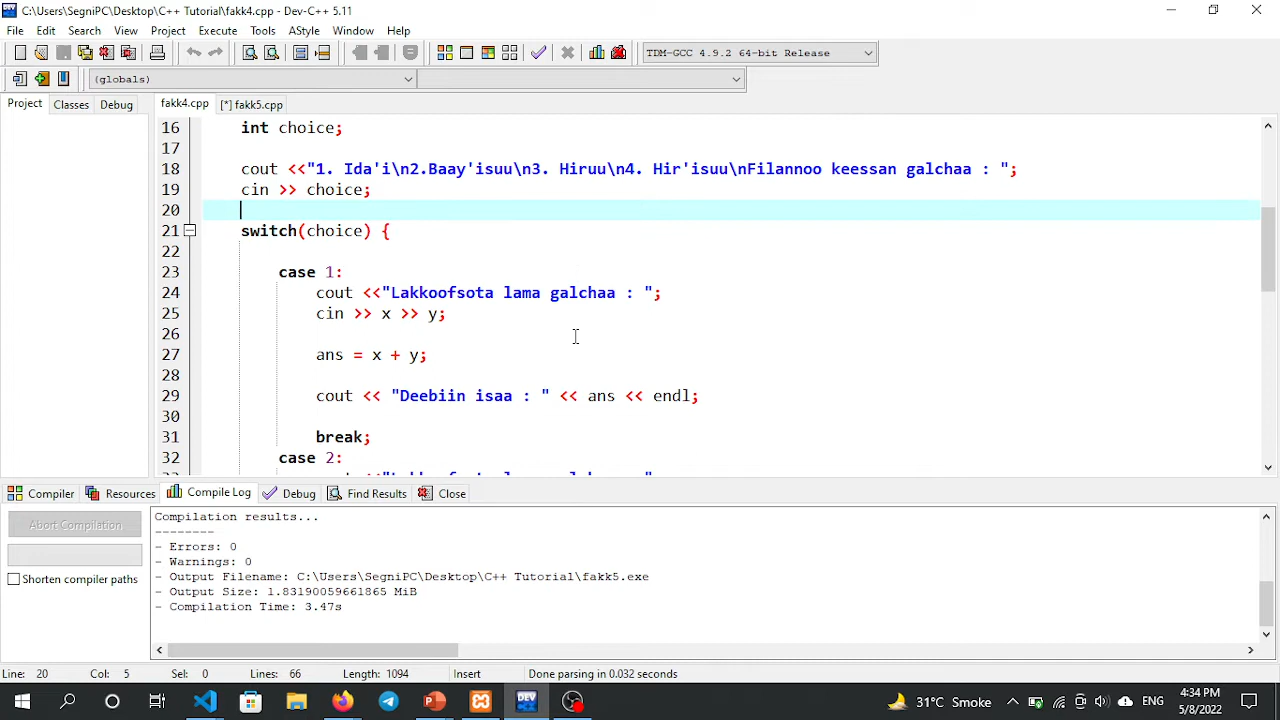 C:\Users\SegniPC\Desktop\C++ Tutorial\fakk4.cpp - Dev-C++ 5.11
File Edit Search View Project Execute Tools AStyle Window Help
TDM-GCC 4.9.2 64-bit Release
(globals)
Project Classes Debug fakk4.cpp [*] fakk5.cpp
16 int choice;
17
18 cout <<"1. Ida'i\n2.Baay'isuu\n3. Hiruu\n4. Hir'isuu\nFilannoo keessan galchaa : ";
19 cin >> choice;
20
21 switch(choice) {
22
23 case 1:
24 cout <<"Lakkoofsota lama galchaa : ";
25 cin >> x >> y;
26
27 ans = x + y;
28
29 cout << "Deebiin isaa : " << ans << endl;
30
31 break;
32 case 2:
Compiler Resources Compile Log Debug Find Results Close
Abort Compilation
Shorten compiler paths
Compilation results...
--------
- Errors: 0
- Warnings: 0
- Output Filename: C:\Users\SegniPC\Desktop\C++ Tutorial\fakk5.exe
- Output Size: 1.83190059661865 MiB
- Compilation Time: 3.47s
Line: 20 Col: 5 Sel: 0 Lines: 66 Length: 1094 Insert Done parsing in 0.032 seconds
31°C Smoke ENG 4:34 PM
5/8/2022